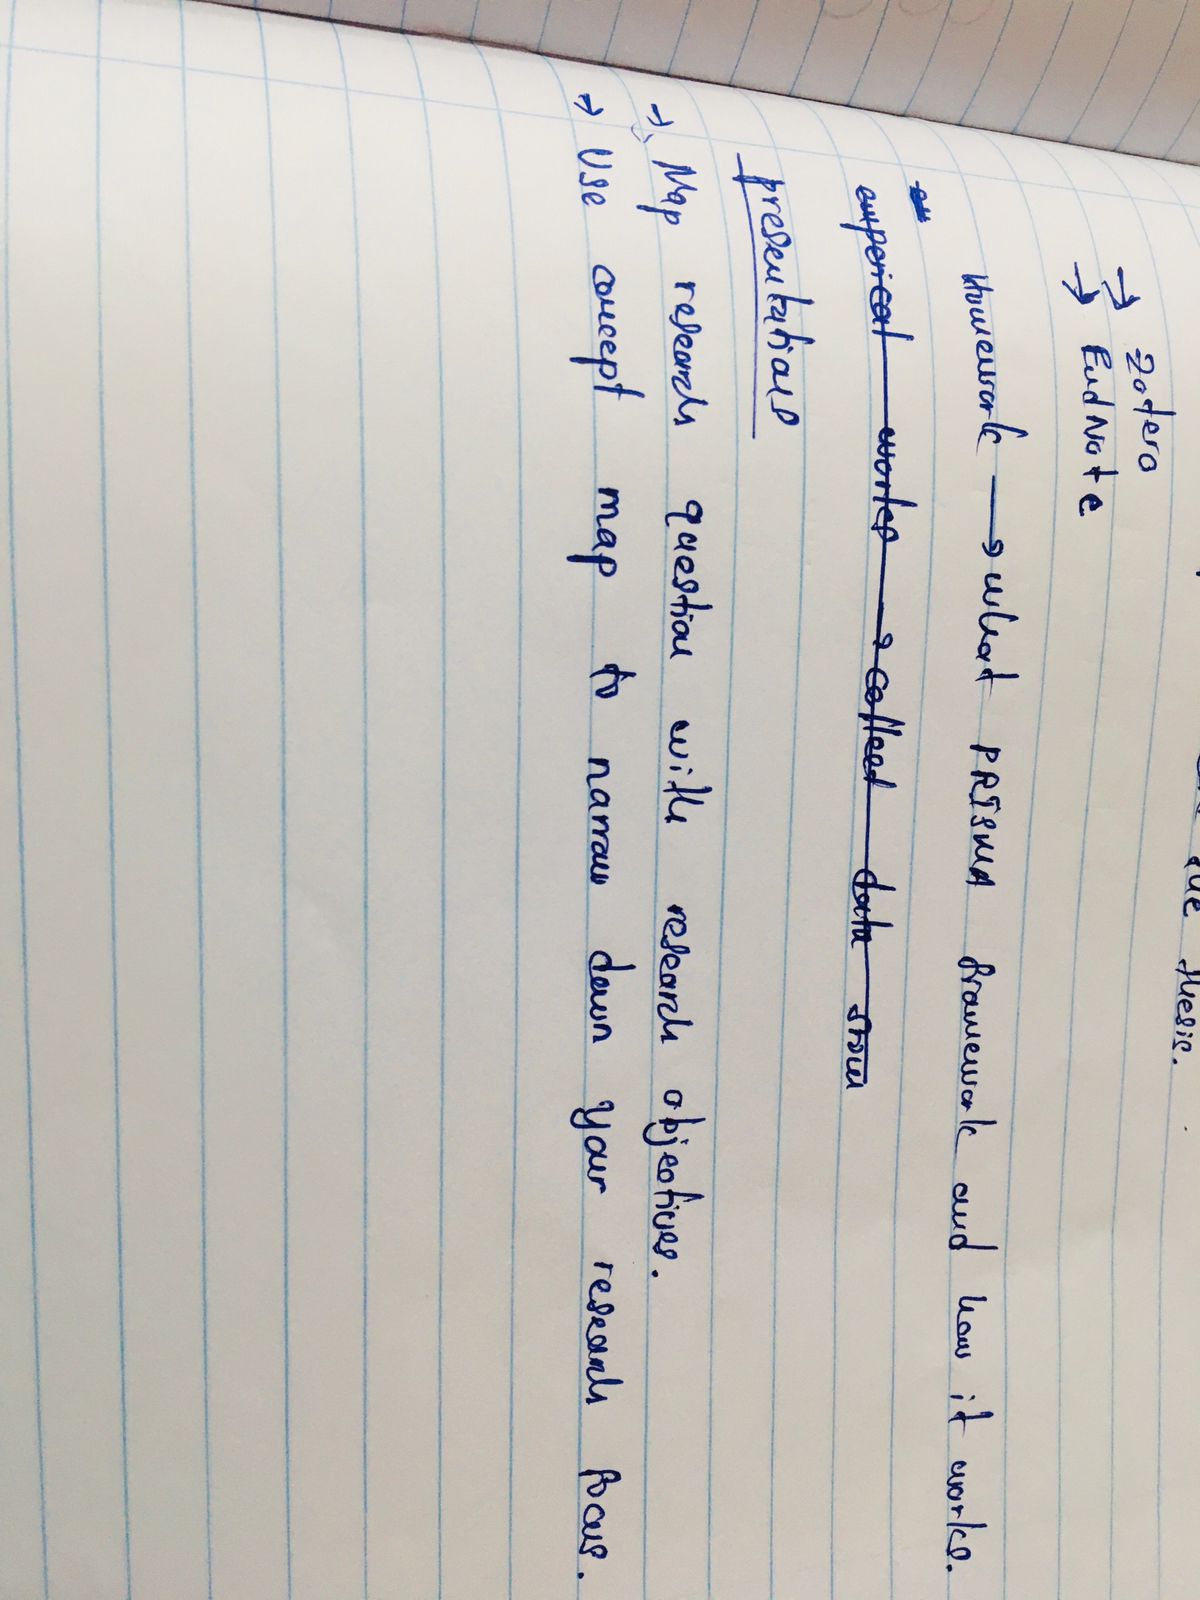 the thesis.
→ Zotero
→ EndNote
Homework → what PRISMA framework and how it works.
em
emperical works → collect data from
presentations
→ Map research question with research objectives.
→ Use concept map to narrow down your research focus.